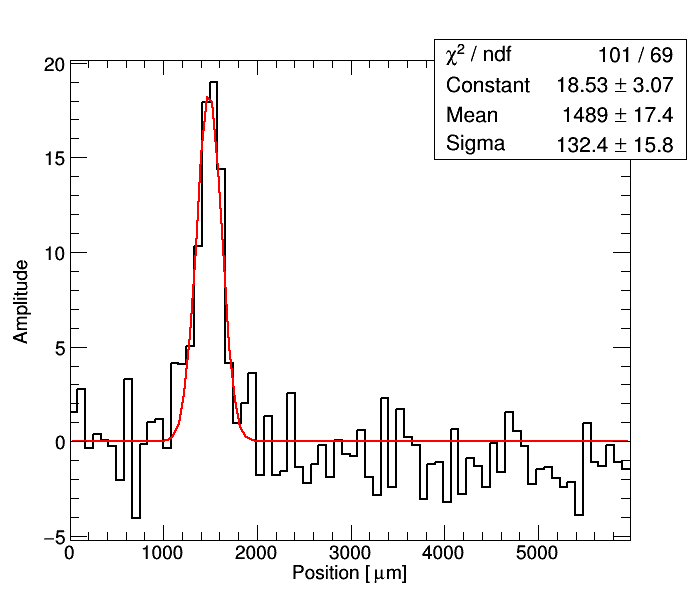 χ² / ndf 101 / 69
Constant 18.53 ± 3.07
Mean 1489 ± 17.4
Sigma 132.4 ± 15.8
20
15
10
5
0
−5
Amplitude
0 1000 2000 3000 4000 5000
Position [ μm]